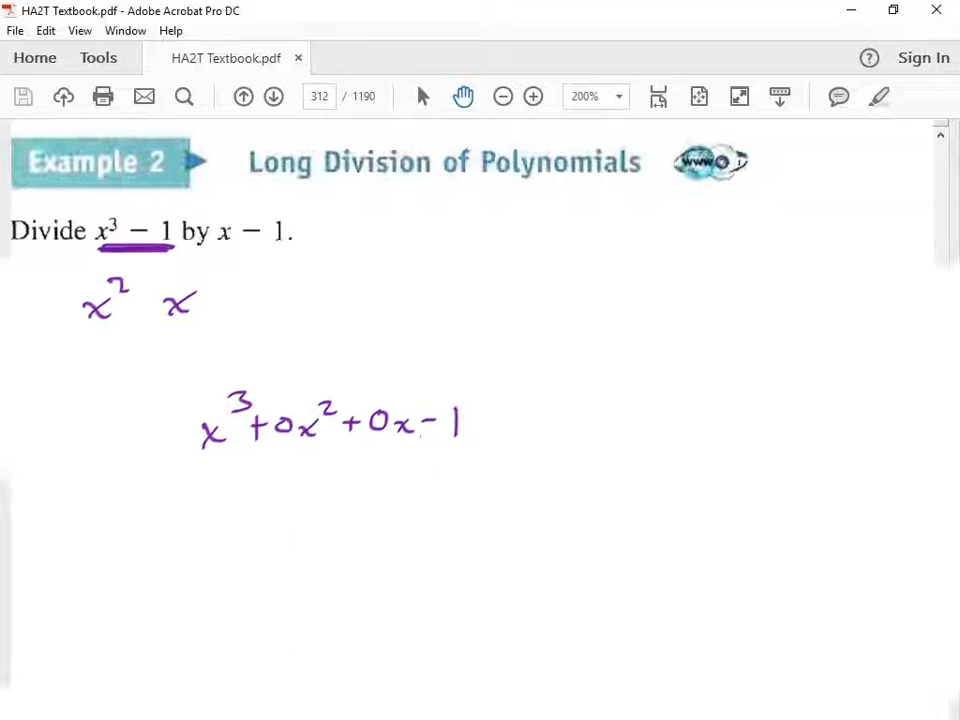 HA2T Textbook.pdf - Adobe Acrobat Pro DC
File Edit View Window Help
Home Tools HA2T Textbook.pdf × ? Sign In
312 / 1190 200%
Example 2 Long Division of Polynomials www
Divide x³ − 1 by x − 1.
x² x
x³+0x²+0x-1